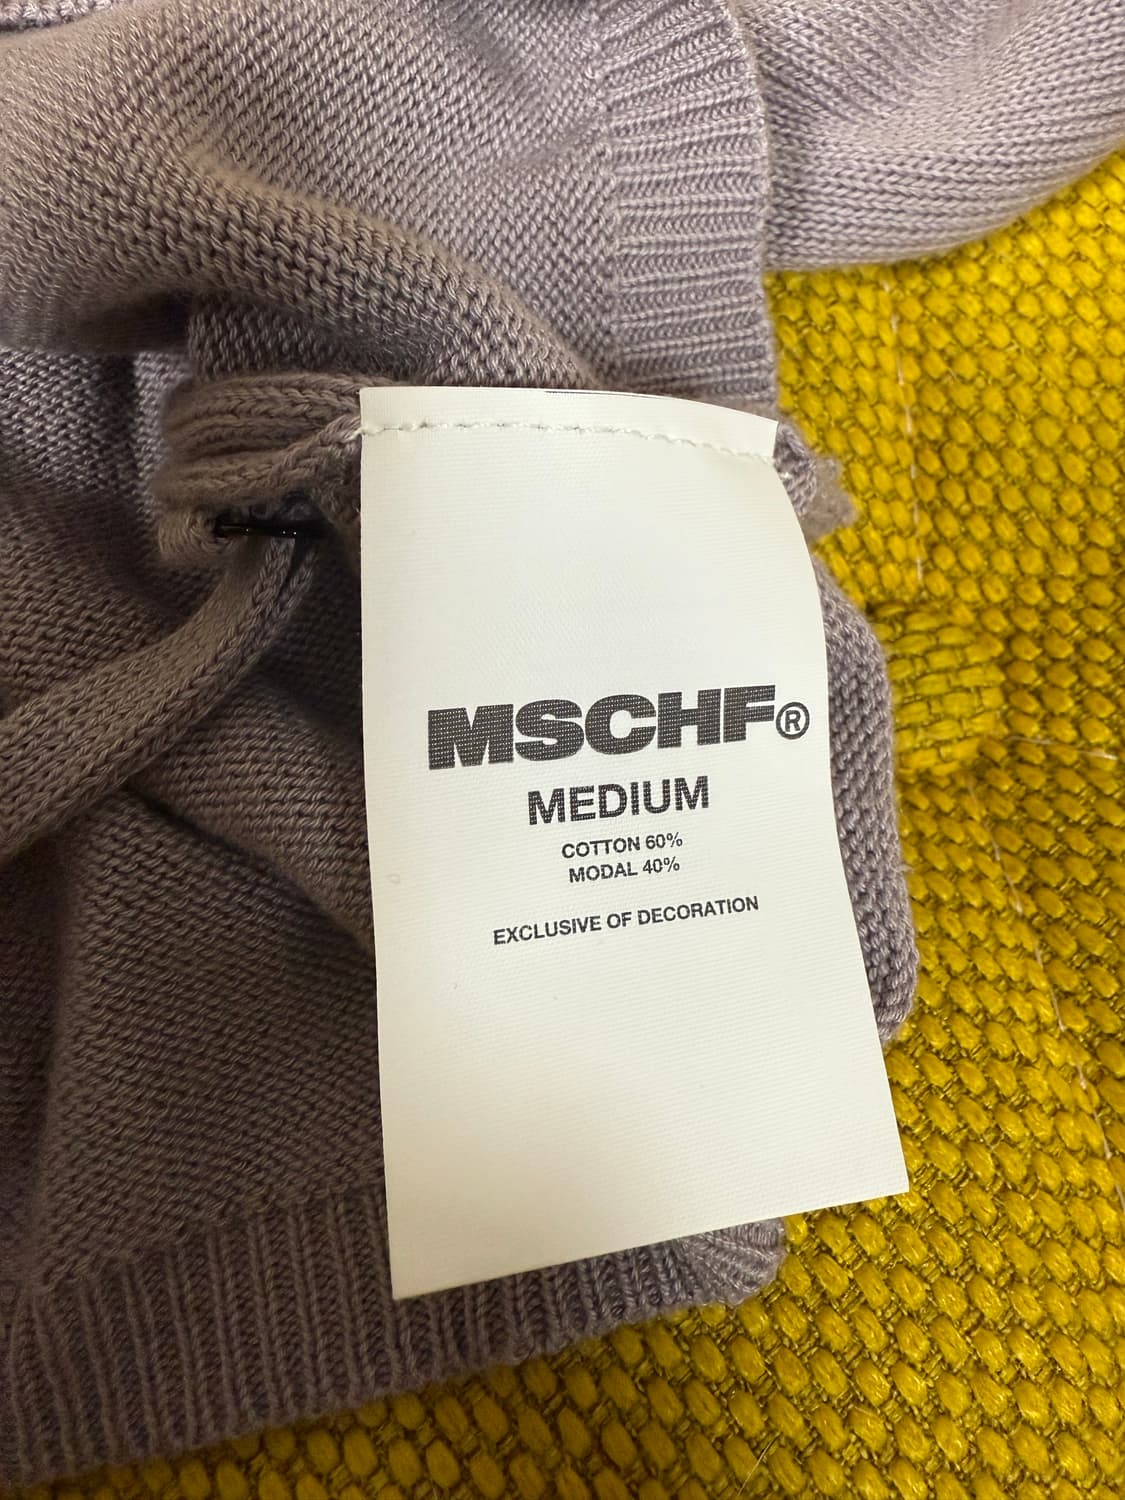 MSCHF®
MEDIUM
COTTON 60%
MODAL 40%
EXCLUSIVE OF DECORATION